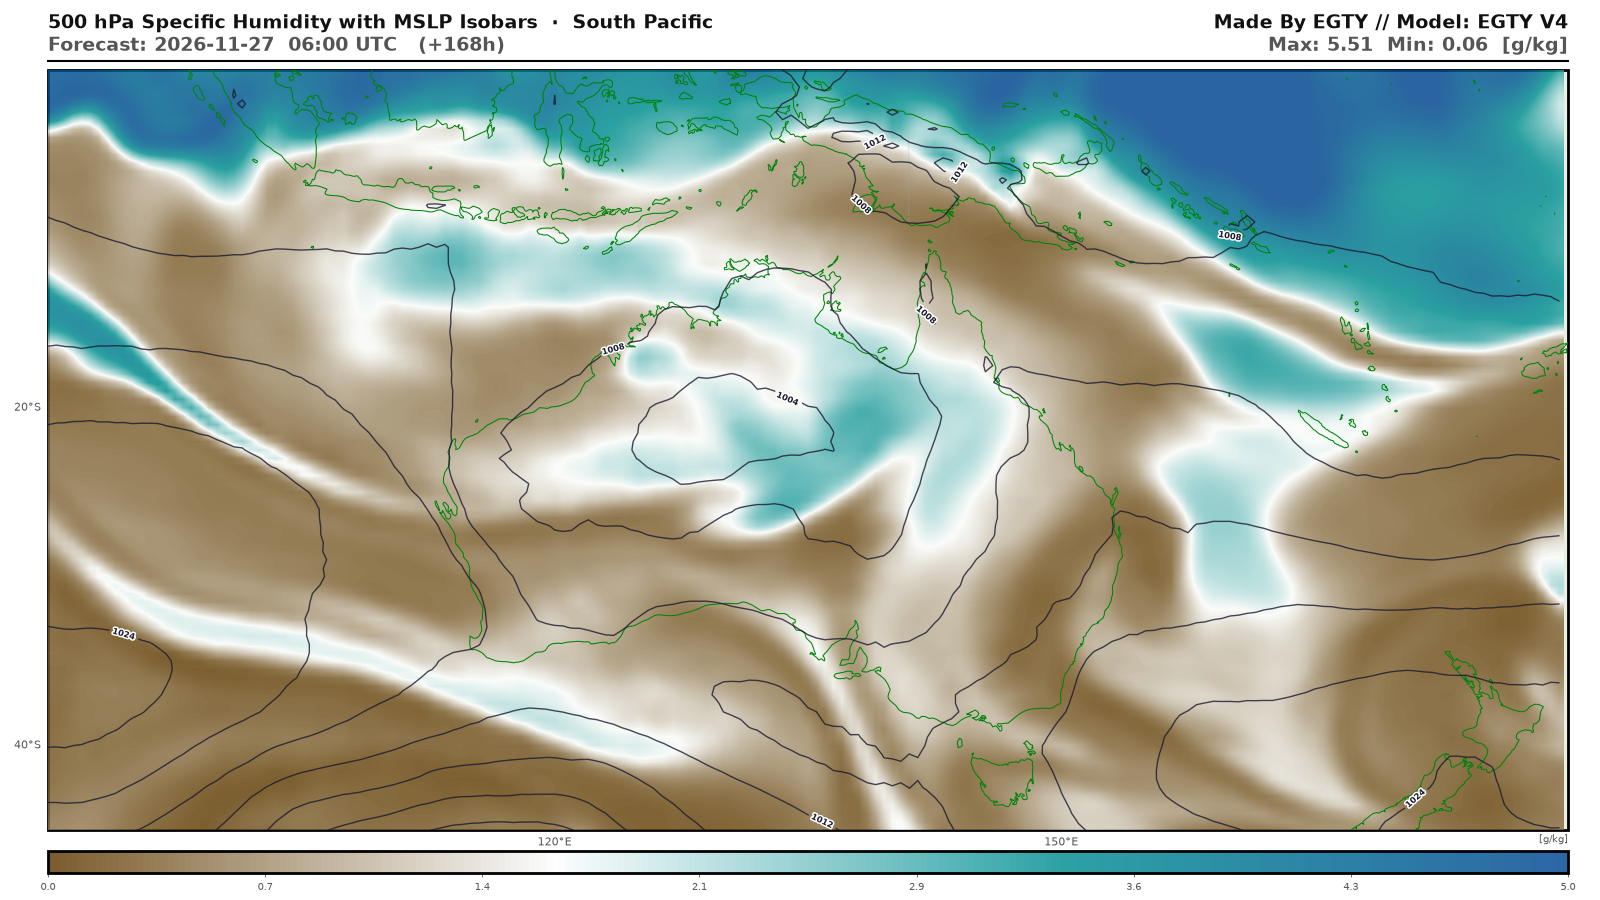 500 hPa Specific Humidity with MSLP Isobars · South Pacific
Made By EGTY // Model: EGTY V4
Forecast: 2026-11-27 06:00 UTC (+168h)
Max: 5.51 Min: 0.06 [g/kg]
1012
1012
1008
1008
1008
1008
1004
20°S
1024
40°S
1024
1012
120°E
150°E
[g/kg]
0.0
0.7
1.4
2.1
2.9
3.6
4.3
5.0